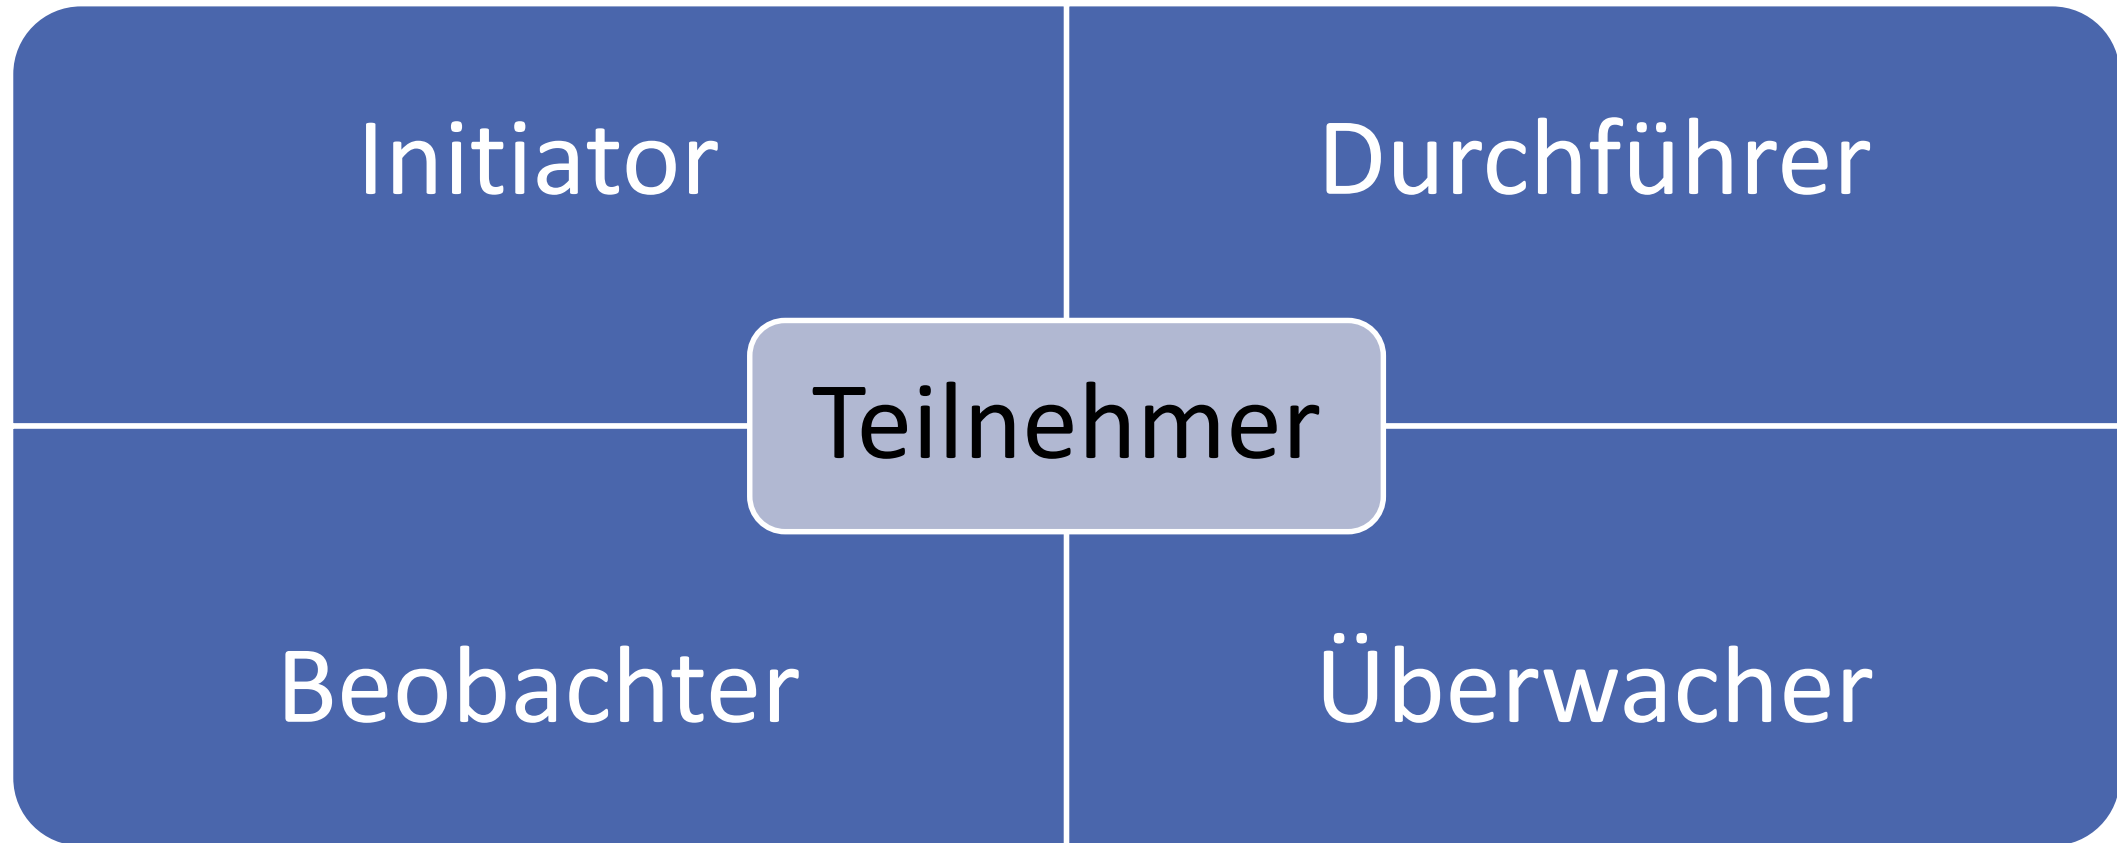 Initiator
Durchführer
Teilnehmer
Beobachter
Überwacher